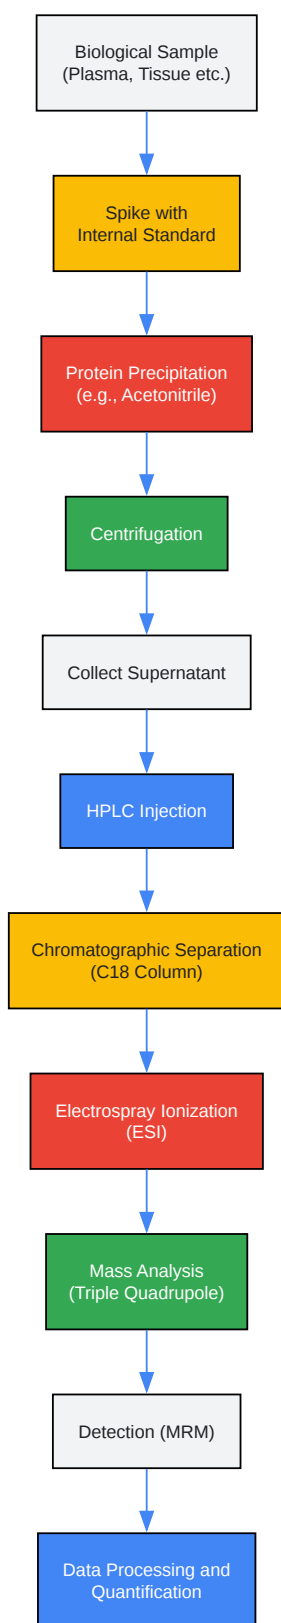 Biological Sample
(Plasma, Tissue etc.)
Spike with
Internal Standard
Protein Precipitation
(e.g., Acetonitrile)
Centrifugation
Collect Supernatant
HPLC Injection
Chromatographic Separation
(C18 Column)
Electrospray Ionization
(ESI)
Mass Analysis
(Triple Quadrupole)
Detection (MRM)
Data Processing and
Quantification